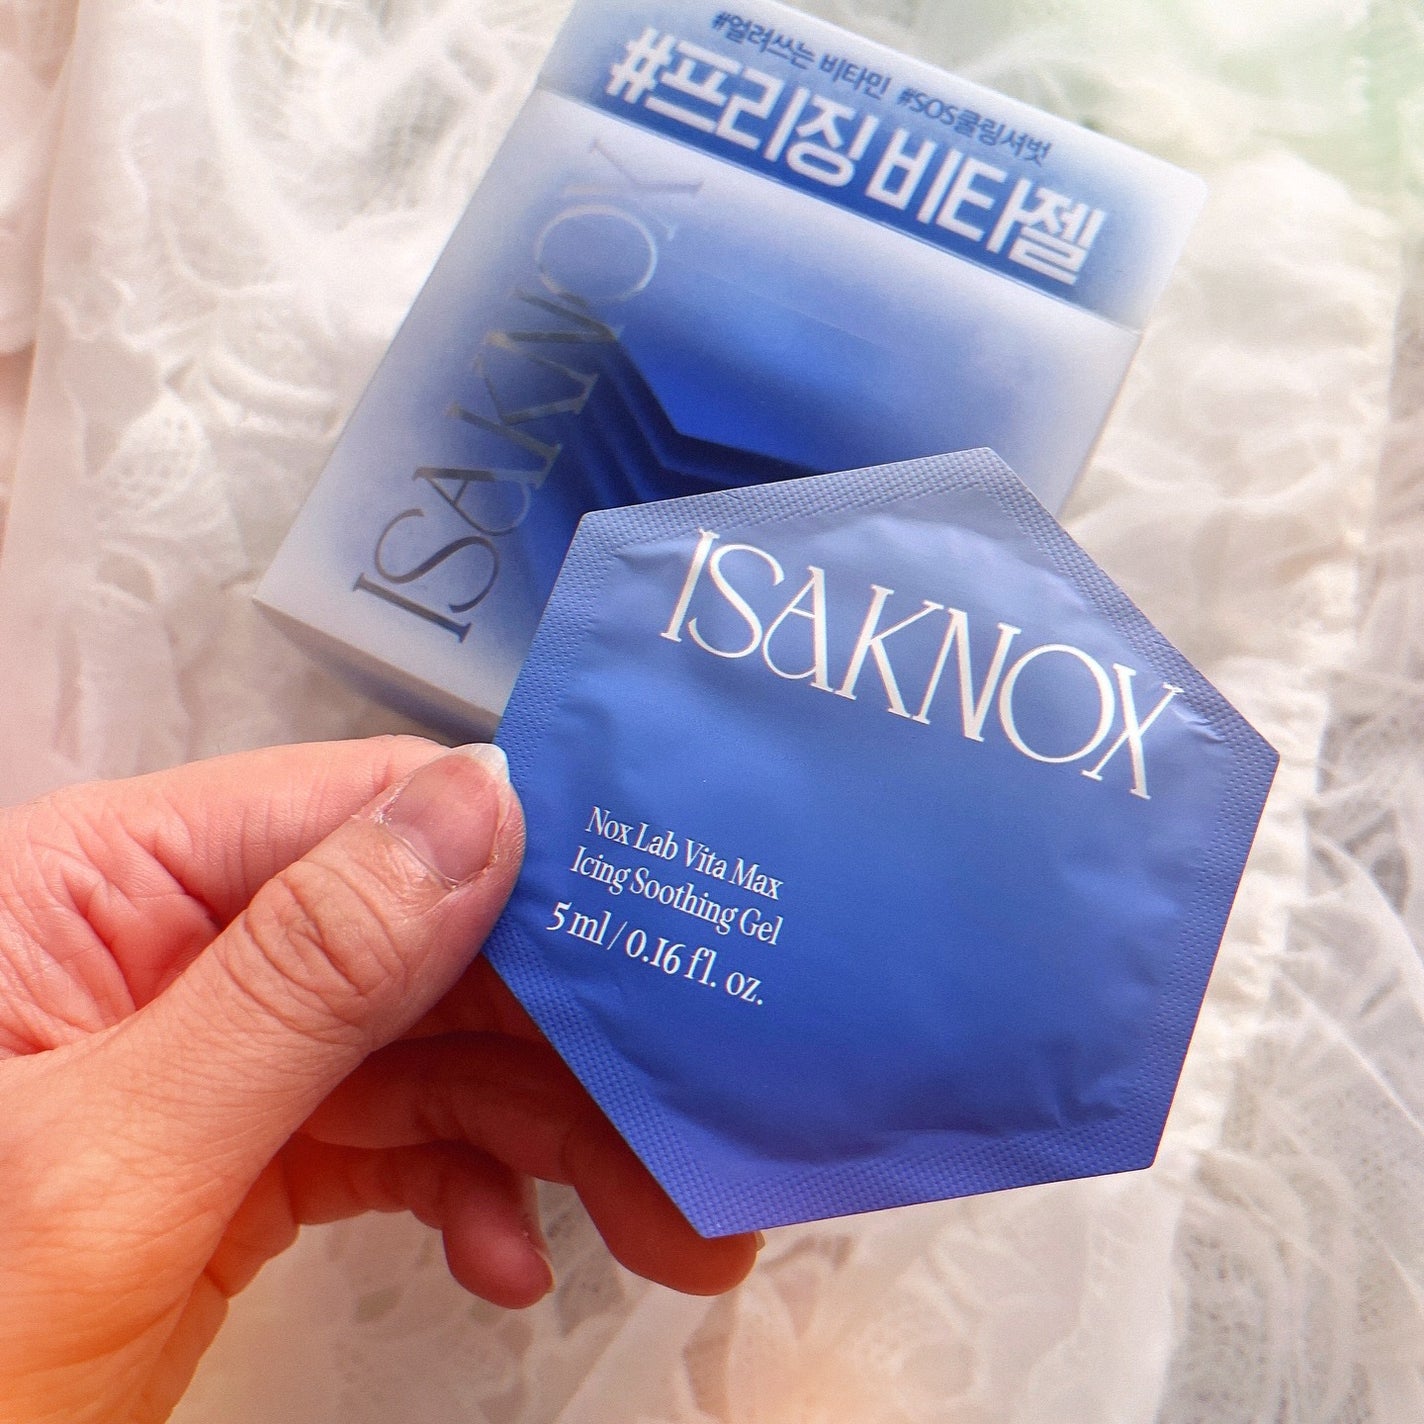 #얼려쓰는 비타민 #SOS쿨링셔벗
#프리징 비타젤
ISAKNOX
ISAKNOX
Nox Lab Vita Max
Icing Soothing Gel
5 ml / 0.16 fl. oz.